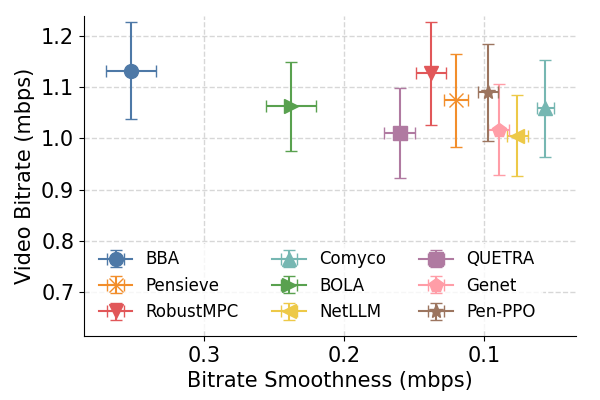 1.2
1.1
1.0
0.9
0.8
0.7
Video Bitrate (mbps)
BBA
Pensieve
RobustMPC
Comyco
BOLA
NetLLM
QUETRA
Genet
Pen-PPO
0.3 0.2 0.1
Bitrate Smoothness (mbps)